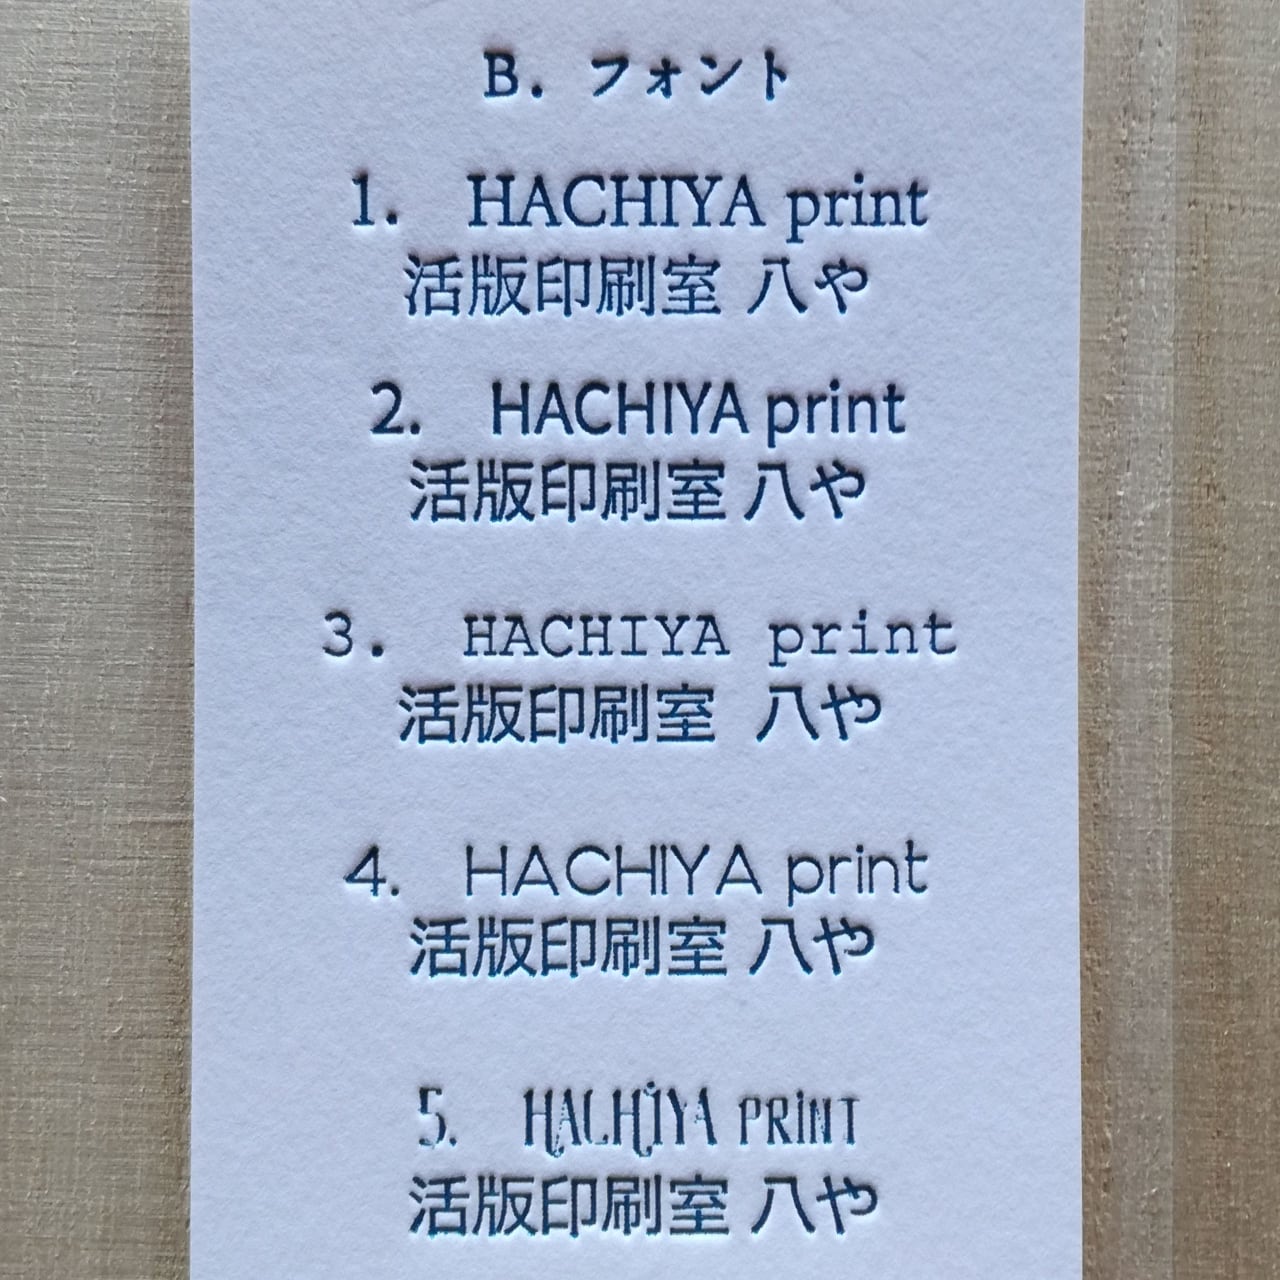 B. フォント
1. HACHIYA print
活版印刷室 八や
2. HACHIYA print
活版印刷室 八や
3. HACHIYA print
活版印刷室 八や
4. HACHIYA print
活版印刷室 八や
5. HACHIYA PRINT
活版印刷室 八や